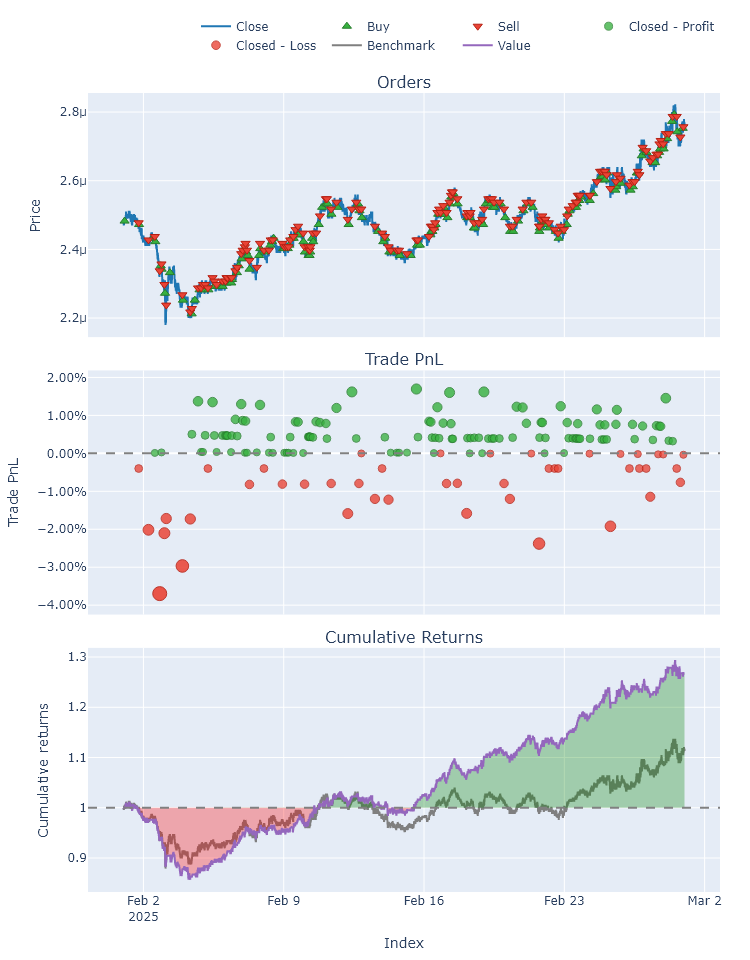 Close
Buy
Sell
Closed - Profit
Closed - Loss
Benchmark
Value
Orders
2.8μ
2.6μ
2.4μ
2.2μ
Price
Trade PnL
2.00%
1.00%
0.00%
−1.00%
−2.00%
−3.00%
−4.00%
Trade PnL
Cumulative Returns
1.3
1.2
1.1
1
0.9
Cumulative returns
Feb 2
2025
Feb 9
Feb 16
Feb 23
Mar 2
Index